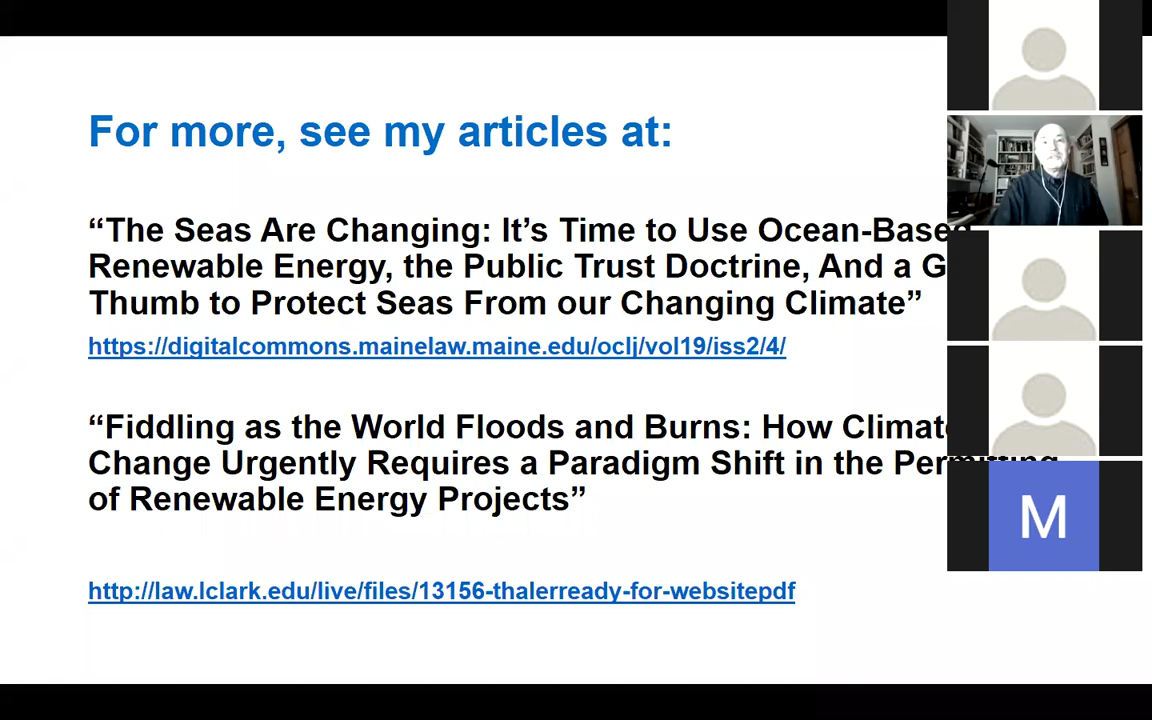 For more, see my articles at:
“The Seas Are Changing: It’s Time to Use Ocean-Based
Renewable Energy, the Public Trust Doctrine, And a G
Thumb to Protect Seas From our Changing Climate”
https://digitalcommons.mainelaw.maine.edu/oclj/vol19/iss2/4/
“Fiddling as the World Floods and Burns: How Climate
Change Urgently Requires a Paradigm Shift in the Permitting
of Renewable Energy Projects”
http://law.lclark.edu/live/files/13156-thalerready-for-websitepdf
M